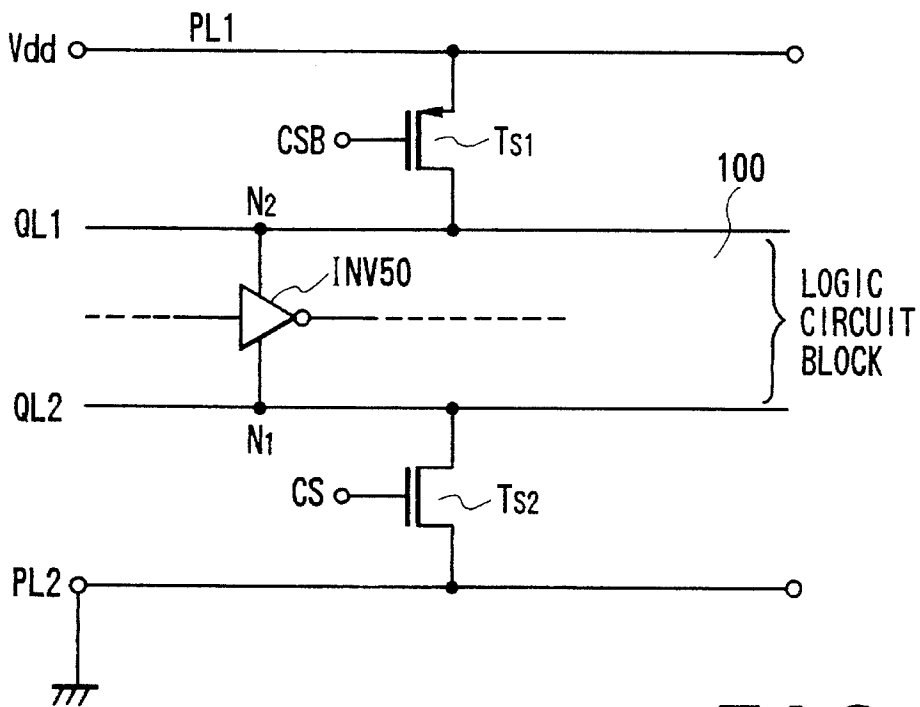 PL1
Vdd
CSB
TS1
100
N2
QL1
INV50
LOGIC
CIRCUIT
BLOCK
QL2
N1
CS
TS2
PL2